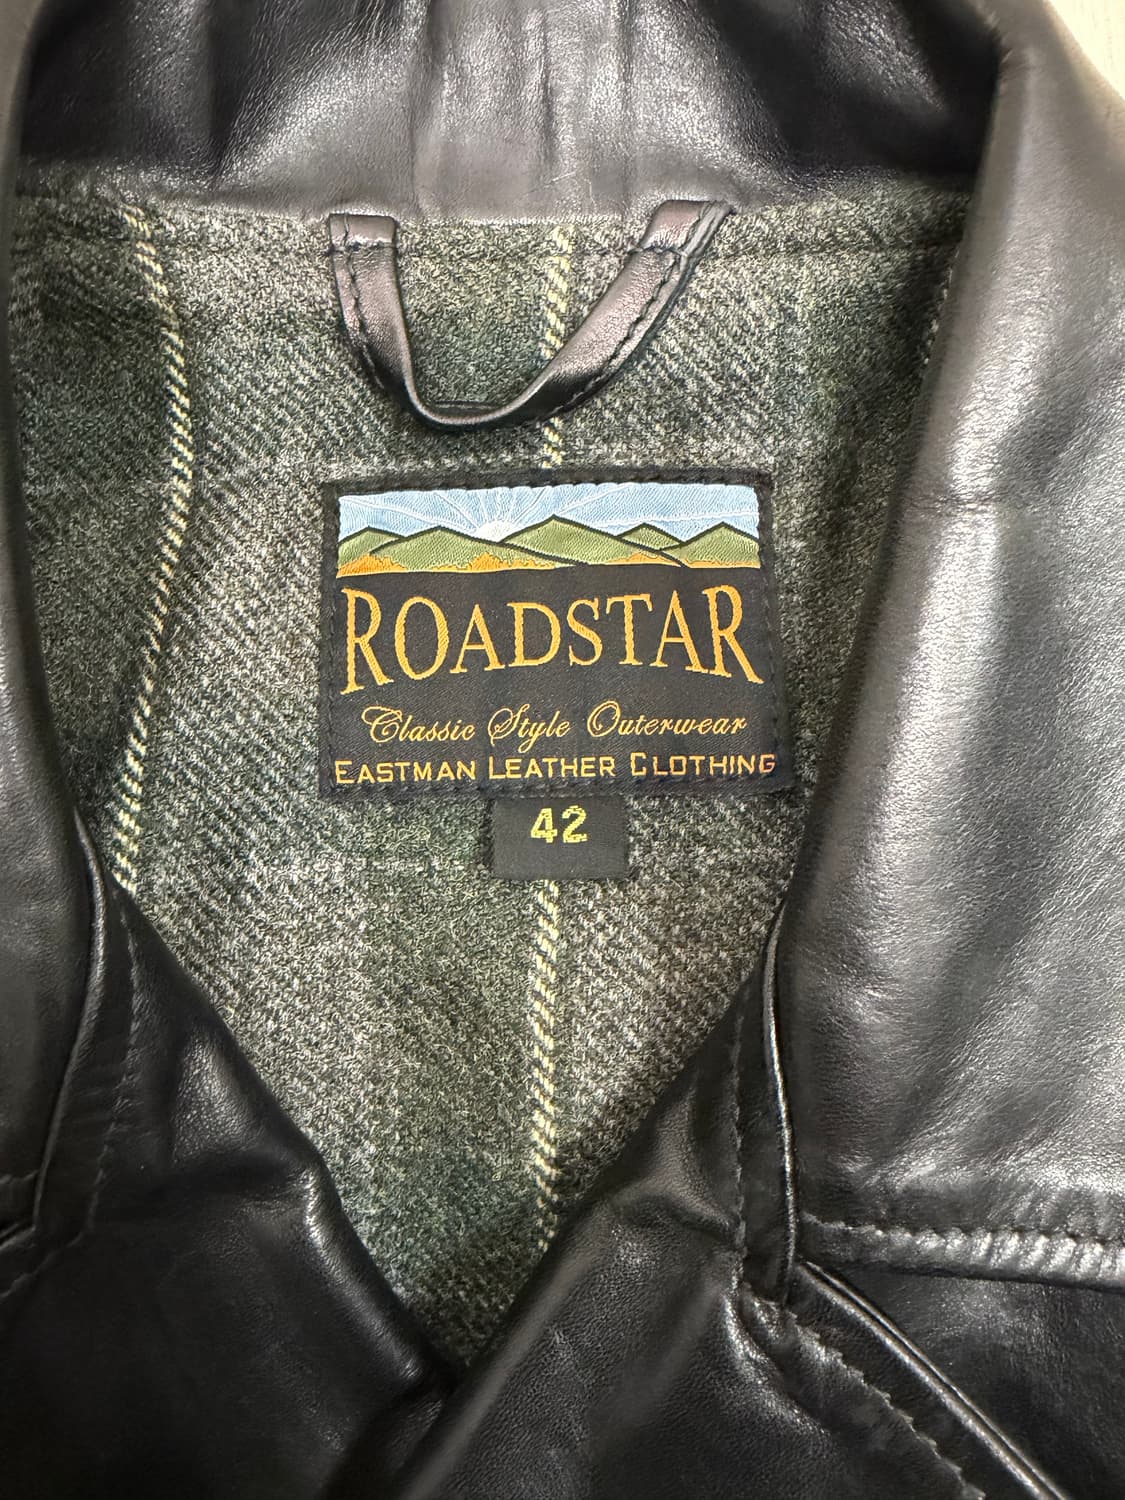 ROADSTAR
Classic Style Outerwear
EASTMAN LEATHER CLOTHING
42